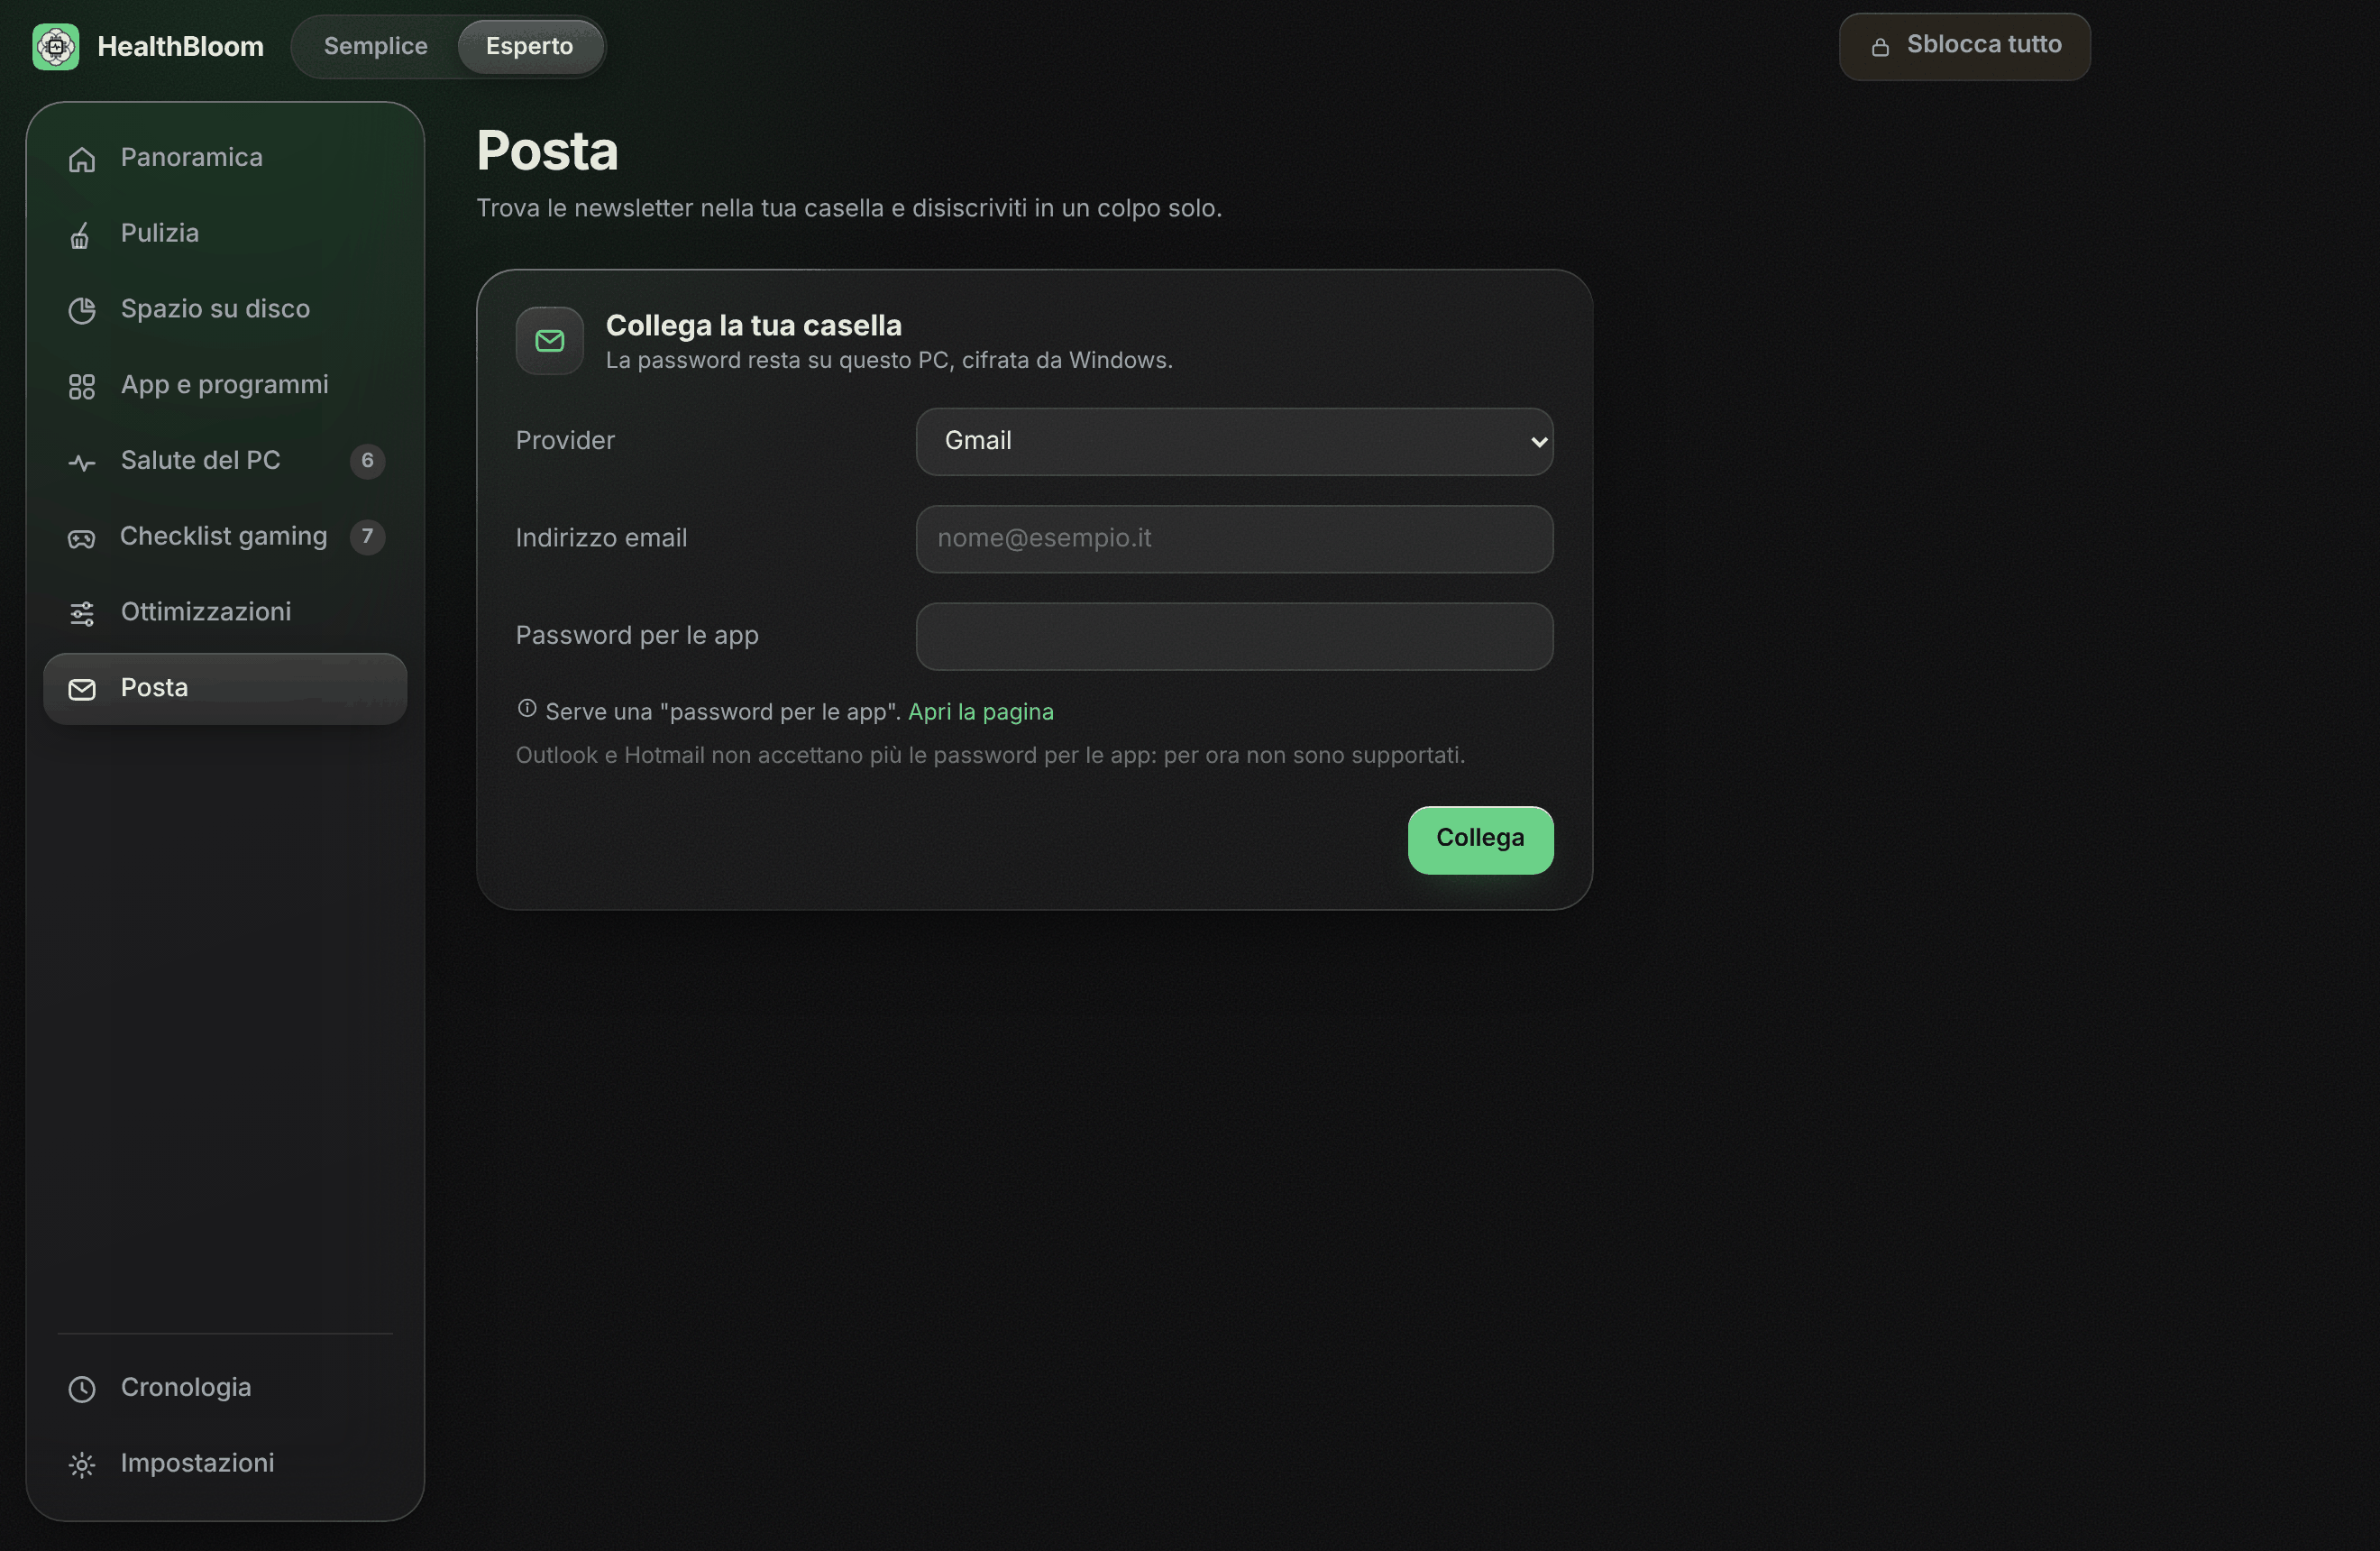 HealthBloom
Semplice
Esperto
Sblocca tutto
Panoramica
Pulizia
Spazio su disco
App e programmi
Salute del PC 6
Checklist gaming 7
Ottimizzazioni
Posta
Cronologia
Impostazioni
Posta
Trova le newsletter nella tua casella e disiscriviti in un colpo solo.
Collega la tua casella
La password resta su questo PC, cifrata da Windows.
Provider
Gmail
Indirizzo email
nome@esempio.it
Password per le app
Serve una "password per le app". Apri la pagina
Outlook e Hotmail non accettano più le password per le app: per ora non sono supportati.
Collega